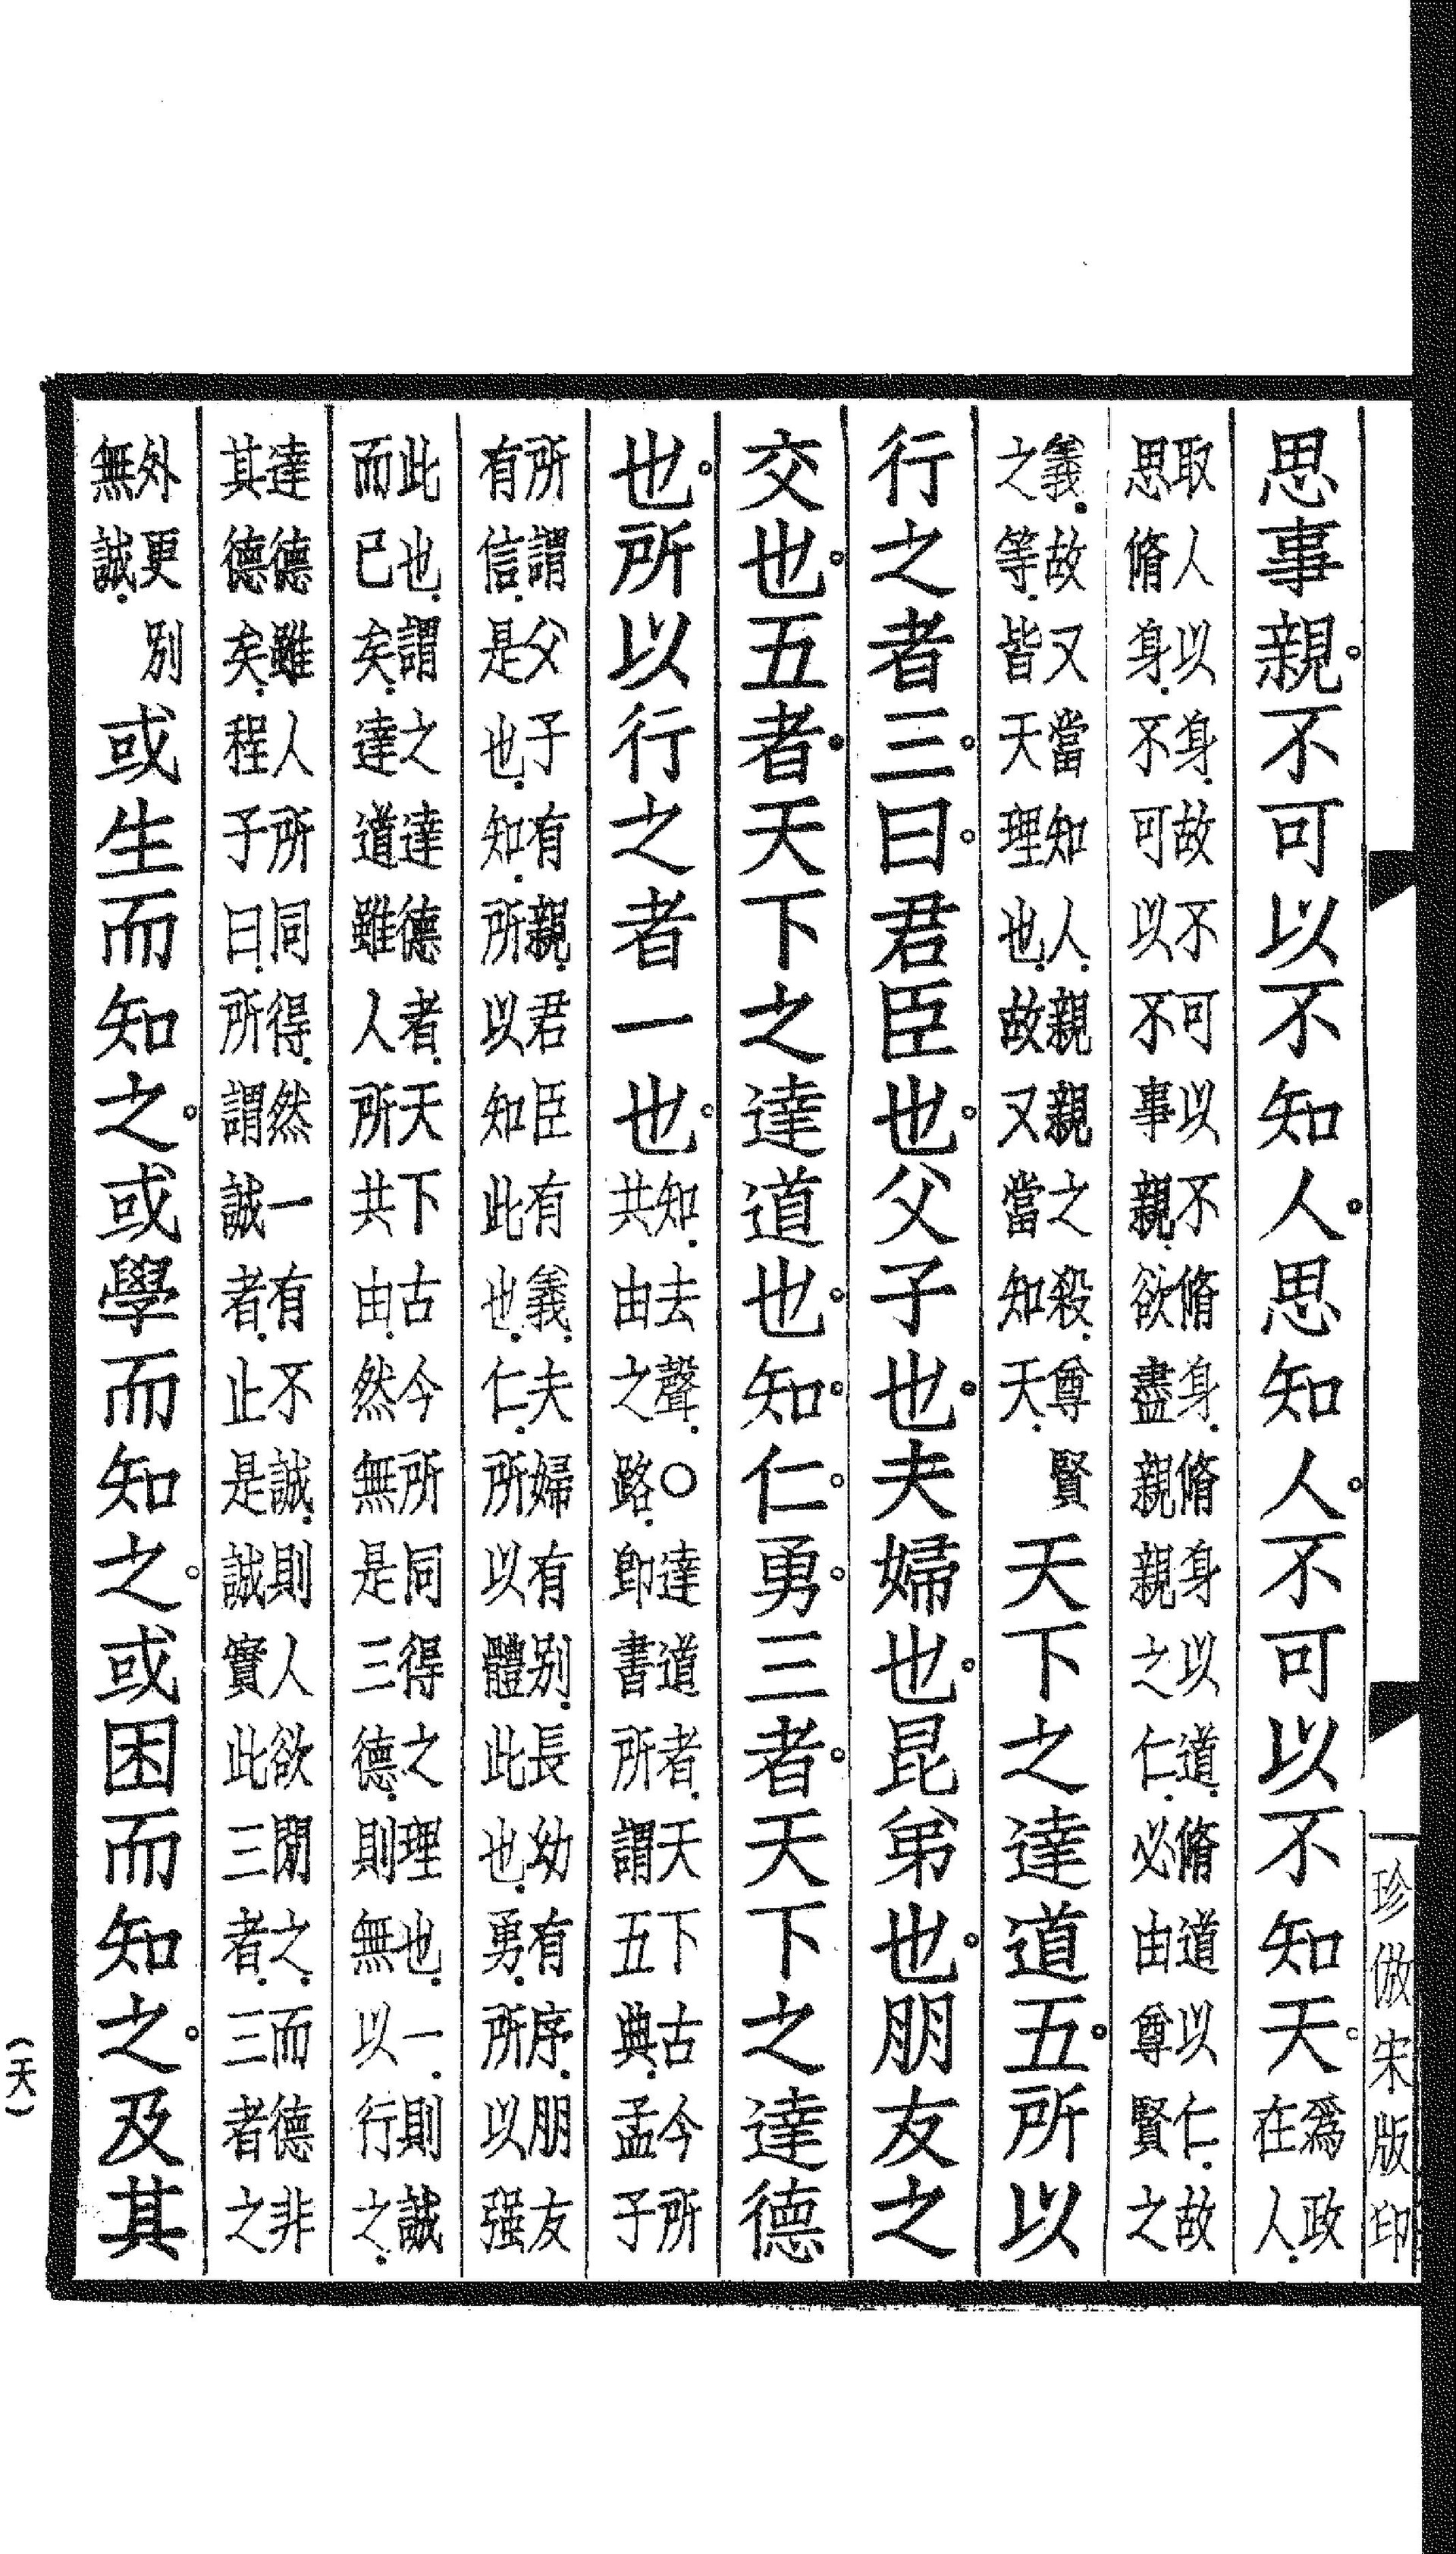 珍倣宋版印
思事親。不可以不知人。思知人。不可以不知天。爲政
在人.
取人以身.故不可以不脩身.脩身以道.脩道以仁.故
思脩身.不可以不事親.欲盡親親之仁.必由尊賢之
義.故又當知人.親親之殺.尊賢
之等.皆天理也.故又當知天.
天下之達道五。所以
行之者三。曰。君臣也。父子也。夫婦也。昆弟也。朋友之
交也。五者。天下之達道也。知。仁。勇。三者。天下之達德
也。所以行之者一也。
知.去聲.○達道者.天下古今所
共由之路.卽書所謂五典.孟子
所謂父子有親.君臣有義.夫婦有別.長幼有序.朋友
有信.是也.知.所以知此也.仁.所以體此也.勇.所以强
此也.謂之達德者.天下古今所同得之理也.一.則誠
而已矣.達道雖人所共由.然無是三德.則無以行之.
達德雖人所同得.然一有不誠.則人欲閒之.而德非
其德矣.程子曰.所謂誠者.止是誠實此三者.三者之
外更別
無誠.
或生而知之。或學而知之。或困而知之。及其
(天)